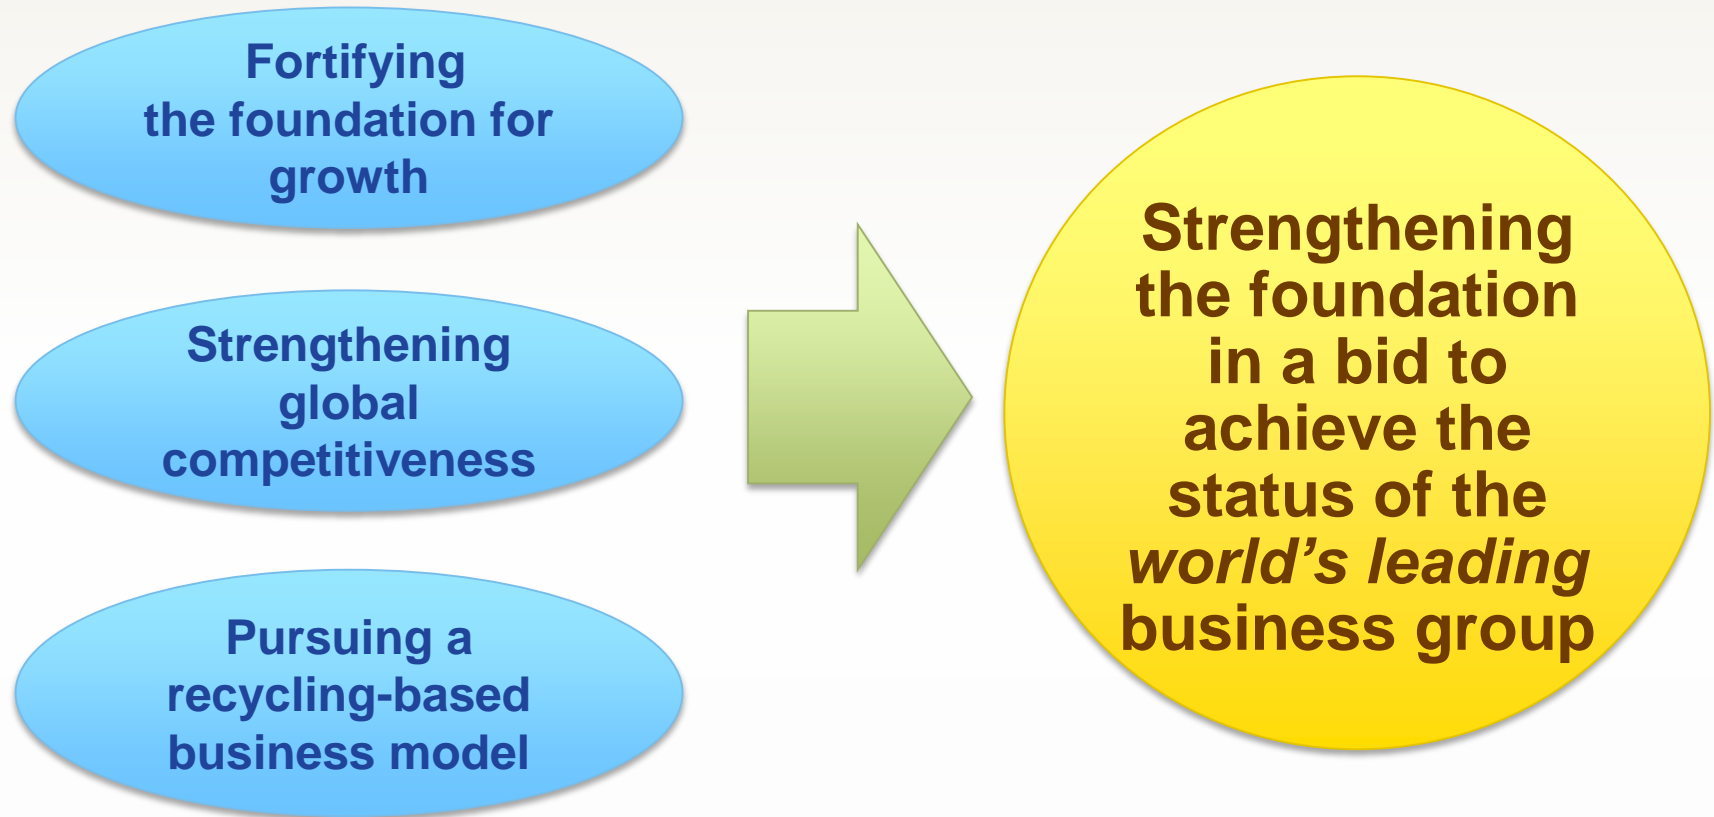 Fortifying
the foundation for
growth
Strengthening
global
competitiveness
Pursuing a
recycling-based
business model
Strengthening
the foundation
in a bid to
achieve the
status of the
world’s leading
business group